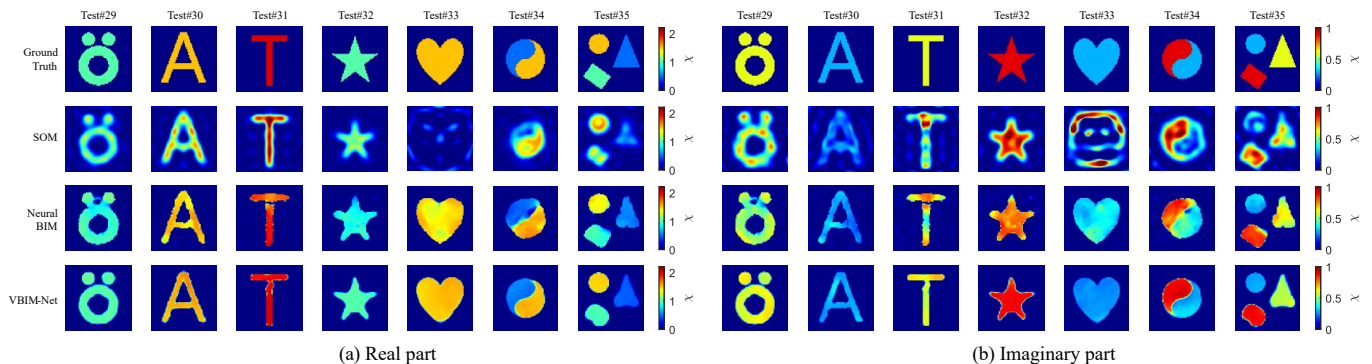 Test#29 Test#30 Test#31 Test#32 Test#33 Test#34 Test#35
Ground Truth
2
1
0
χ
SOM
2
1
0
χ
Neural BIM
2
1
0
χ
VBIM-Net
2
1
0
χ
(a) Real part
Test#29 Test#30 Test#31 Test#32 Test#33 Test#34 Test#35
1
0.5
0
χ
1
0.5
0
χ
1
0.5
0
χ
1
0.5
0
χ
(b) Imaginary part